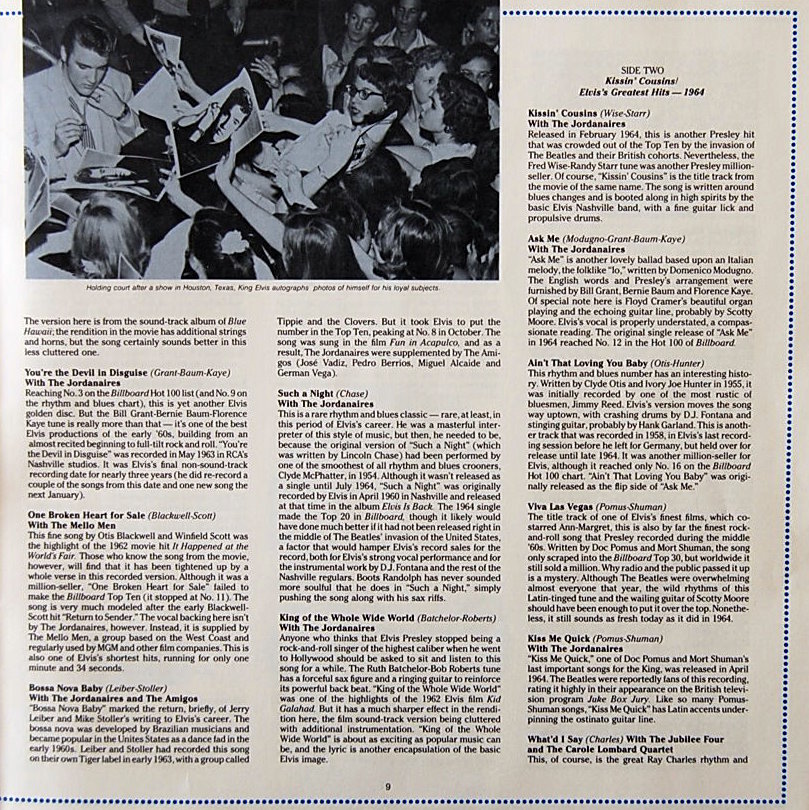 Holding court after a show in Houston, Texas, King Elvis autographs photos of himself for his loyal subjects.
The version here is from the sound-track album of Blue
Hawaii; the rendition in the movie has additional strings
and horns, but the song certainly sounds better in this
less cluttered one.
You're the Devil in Disguise (Grant-Baum-Kaye)
With The Jordanaires
Reaching No. 3 on the Billboard Hot 100 list (and No. 9 on
the rhythm and blues chart), this is yet another Elvis
golden disc. But the Bill Grant-Bernie Baum-Florence
Kaye tune is really more than that — it's one of the best
Elvis productions of the early '60s, building from an
almost recited beginning to full-tilt rock and roll. "You're
the Devil in Disguise" was recorded in May 1963 in RCA's
Nashville studios. It was Elvis's final non-sound-track
recording date for nearly three years (he did re-record a
couple of the songs from this date and one new song the
next January).
One Broken Heart for Sale (Blackwell-Scott)
With The Mello Men
This fine song by Otis Blackwell and Winfield Scott was
the highlight of the 1962 movie hit It Happened at the
World's Fair. Those who know the song from the movie,
however, will find that it has been tightened up by a
whole verse in this recorded version. Although it was a
million-seller, "One Broken Heart for Sale" failed to
make the Billboard Top Ten (it stopped at No. 11). The
song is very much modeled after the early Blackwell-
Scott hit "Return to Sender." The vocal backing here isn't
by The Jordanaires, however. Instead, it is supplied by
The Mello Men, a group based on the West Coast and
regularly used by MGM and other film companies. This is
also one of Elvis's shortest hits, running for only one
minute and 34 seconds.
Bossa Nova Baby (Leiber-Stoller)
With The Jordanaires and The Amigos
"Bossa Nova Baby" marked the return, briefly, of Jerry
Leiber and Mike Stoller's writing to Elvis's career. The
bossa nova was developed by Brazilian musicians and
became popular in the Unites States as a dance fad in the
early 1960s. Leiber and Stoller had recorded this song
on their own Tiger label in early 1963, with a group called
Tippie and the Clovers. But it took Elvis to put the
number in the Top Ten, peaking at No. 8 in October. The
song was sung in the film Fun in Acapulco, and as a
result, The Jordanaires were supplemented by The Ami-
gos (José Vadiz, Pedro Berrios, Miguel Alcaide and
German Vega).
Such a Night (Chase)
With The Jordanaires
This is a rare rhythm and blues classic — rare, at least, in
this period of Elvis's career. He was a masterful inter-
preter of this style of music, but then, he needed to be,
because the original version of "Such a Night" (which
was written by Lincoln Chase) had been performed by
one of the smoothest of all rhythm and blues crooners,
Clyde McPhatter, in 1954. Although it wasn't released as
a single until July 1964, "Such a Night" was originally
recorded by Elvis in April 1960 in Nashville and released
at that time in the album Elvis Is Back. The 1964 single
made the Top 20 in Billboard, though it likely would
have done much better if it had not been released right in
the middle of The Beatles' invasion of the United States,
a factor that would hamper Elvis's record sales for the
record, both for Elvis's strong vocal performance and for
the instrumental work by D.J. Fontana and the rest of the
Nashville regulars. Boots Randolph has never sounded
more soulful that he does in "Such a Night," simply
pushing the song along with his sax riffs.
King of the Whole Wide World (Batchelor-Roberts)
With The Jordanaires
Anyone who thinks that Elvis Presley stopped being a
rock-and-roll singer of the highest caliber when he went
to Hollywood should be asked to sit and listen to this
song for a while. The Ruth Batchelor-Bob Roberts tune
has a forceful sax figure and a ringing guitar to reinforce
its powerful back beat. "King of the Whole Wide World"
was one of the highlights of the 1962 Elvis film Kid
Galahad. But it has a much sharper effect in the rendi-
tion here, the film sound-track version being cluttered
with additional instrumentation. "King of the Whole
Wide World" is about as exciting as popular music can
be, and the lyric is another encapsulation of the basic
Elvis image.
SIDE TWO
Kissin' Cousins/
Elvis's Greatest Hits — 1964
Kissin' Cousins (Wise-Starr)
With The Jordanaires
Released in February 1964, this is another Presley hit
that was crowded out of the Top Ten by the invasion of
The Beatles and their British cohorts. Nevertheless, the
Fred Wise-Randy Starr tune was another Presley million-
seller. Of course, "Kissin' Cousins" is the title track from
the movie of the same name. The song is written around
blues changes and is booted along in high spirits by the
basic Elvis Nashville band, with a fine guitar lick and
propulsive drums.
Ask Me (Modugno-Grant-Baum-Kaye)
With The Jordanaires
"Ask Me" is another lovely ballad based upon an Italian
melody, the folklike "Io," written by Domenico Modugno.
The English words and Presley's arrangement were
furnished by Bill Grant, Bernie Baum and Florence Kaye.
Of special note here is Floyd Cramer's beautiful organ
playing and the echoing guitar line, probably by Scotty
Moore. Elvis's vocal is properly understated, a compas-
sionate reading. The original single release of "Ask Me"
in 1964 reached No. 12 in the Hot 100 of Billboard.
Ain't That Loving You Baby (Otis-Hunter)
This rhythm and blues number has an interesting histo-
ry. Written by Clyde Otis and Ivory Joe Hunter in 1955, it
was initially recorded by one of the most rustic of
bluesmen, Jimmy Reed. Elvis's version moves the song
way uptown, with crashing drums by D.J. Fontana and
stinging guitar, probably by Hank Garland. This is anoth-
er track that was recorded in 1958, in Elvis's last record-
ing session before he left for Germany, but held over for
release until late 1964. It was another million-seller for
Elvis, although it reached only No. 16 on the Billboard
Hot 100 chart. "Ain't That Loving You Baby" was origi-
nally released as the flip side of "Ask Me."
Viva Las Vegas (Pomus-Shuman)
The title track of one of Elvis's finest films, which co-
starred Ann-Margret, this is also by far the finest rock-
and-roll song that Presley recorded during the middle
'60s. Written by Doc Pomus and Mort Shuman, the song
only scraped into the Billboard Top 30, but worldwide it
still sold a million. Why radio and the public passed it up
is a mystery. Although The Beatles were overwhelming
almost everyone that year, the wild rhythms of this
Latin-tinged tune and the wailing guitar of Scotty Moore
should have been enough to put it over the top. Nonethe-
less, it still sounds as fresh today as it did in 1964.
Kiss Me Quick (Pomus-Shuman)
With The Jordanaires
"Kiss Me Quick," one of Doc Pomus and Mort Shuman's
last important songs for the King, was released in April
1964. The Beatles were reportedly fans of this recording,
rating it highly in their appearance on the British televi-
sion program Juke Box Jury. Like so many Pomus-
Shuman songs, "Kiss Me Quick" has Latin accents under-
pinning the ostinato guitar line.
What'd I Say (Charles) With The Jubilee Four
and The Carole Lombard Quartet
This, of course, is the great Ray Charles rhythm and
9